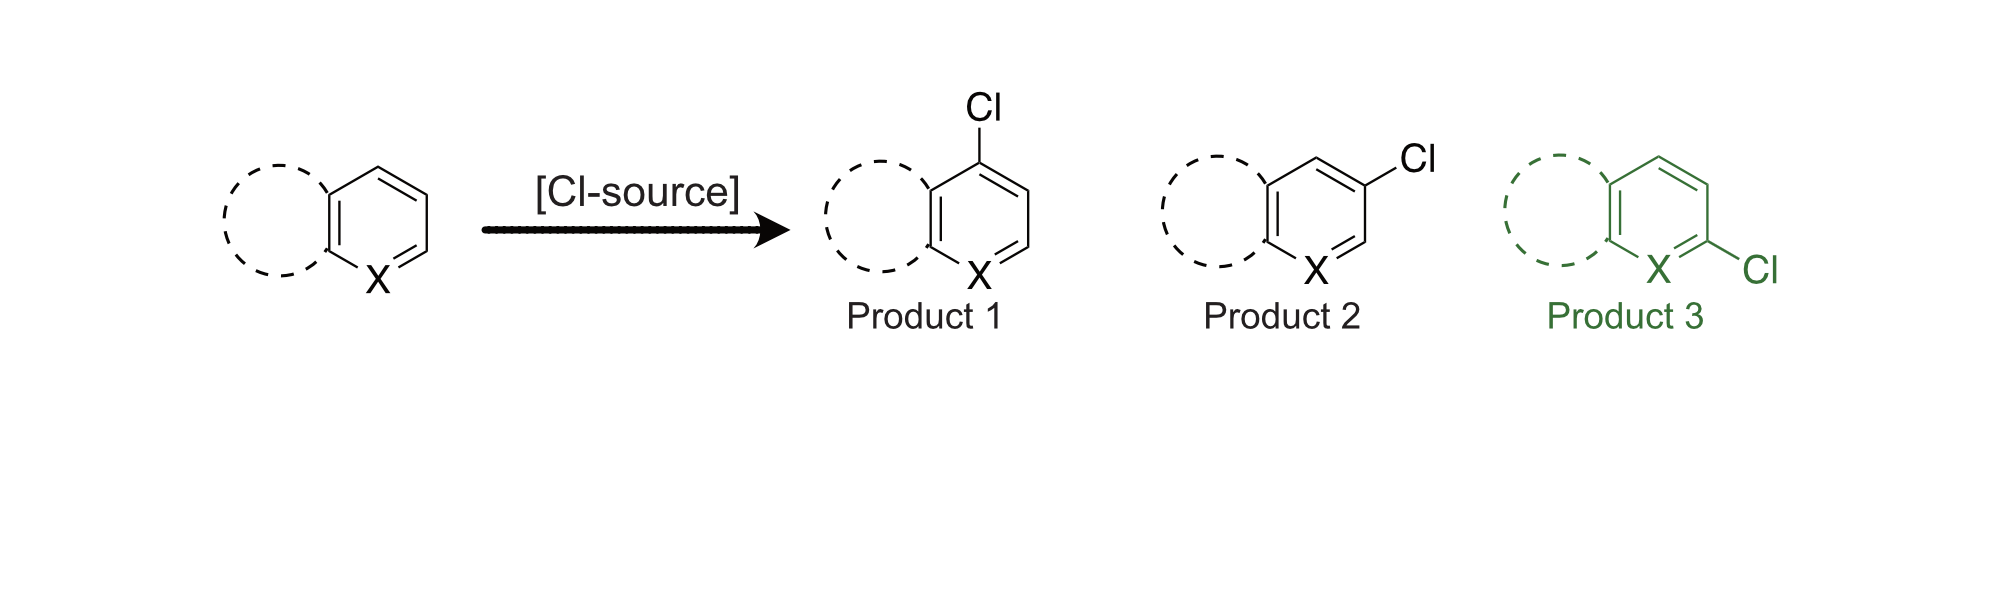 [Cl-source]
X
Cl
X
Product 1
Cl
X
Product 2
Cl
X
Product 3